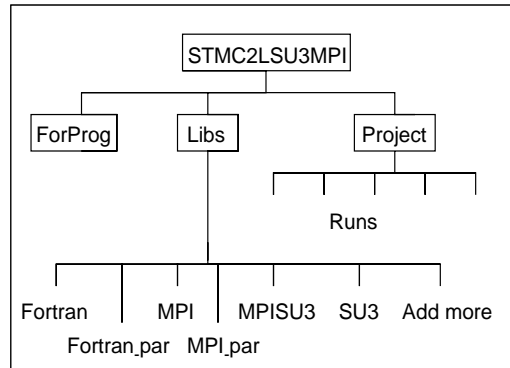 STMC2LSU3MPI
ForProg Libs Project
Runs
Fortran MPI MPISU3 SU3 Add more
Fortran_par MPI_par